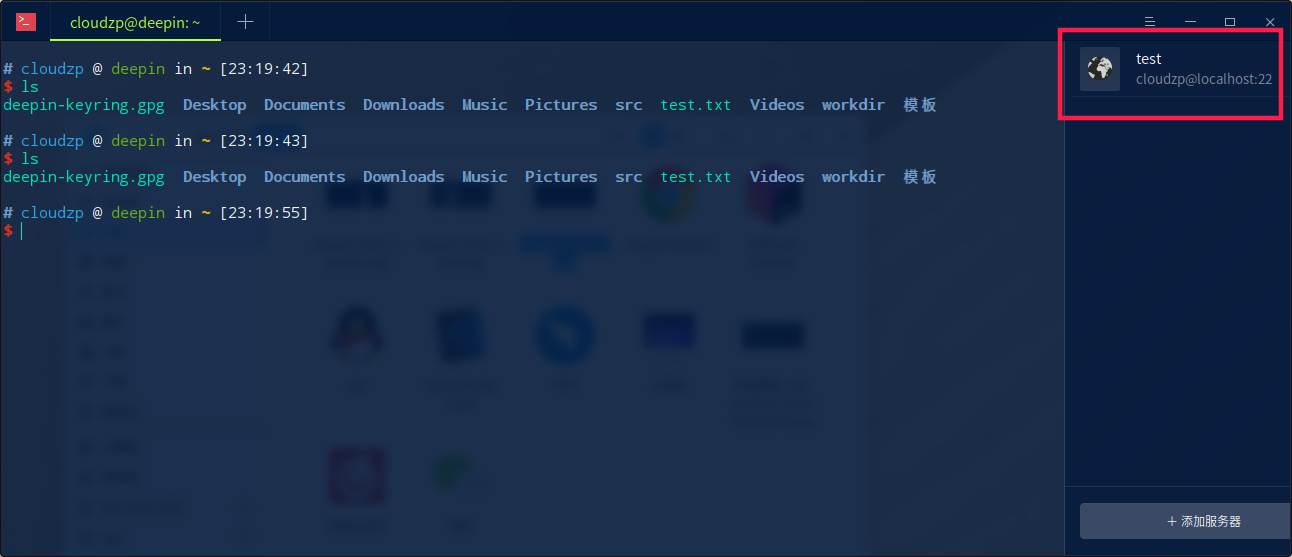 cloudzp@deepin: ~
# cloudzp @ deepin in ~ [23:19:42]
$ ls
deepin-keyring.gpg Desktop Documents Downloads Music Pictures src test.txt Videos workdir 模板
# cloudzp @ deepin in ~ [23:19:43]
$ ls
deepin-keyring.gpg Desktop Documents Downloads Music Pictures src test.txt Videos workdir 模板
# cloudzp @ deepin in ~ [23:19:55]
$
test
cloudzp@localhost:22
+ 添加服务器